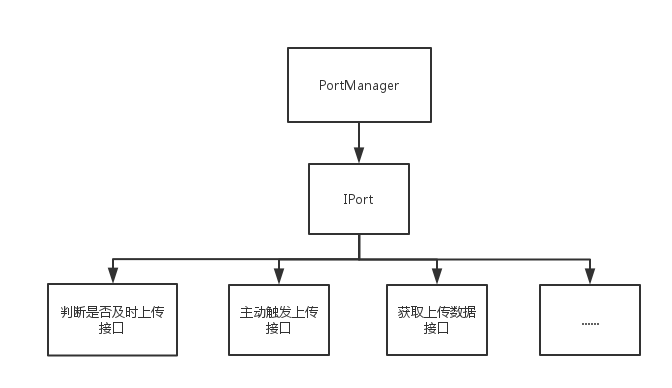 PortManager
IPort
判断是否及时上传
接口
主动触发上传
接口
获取上传数据
接口
......